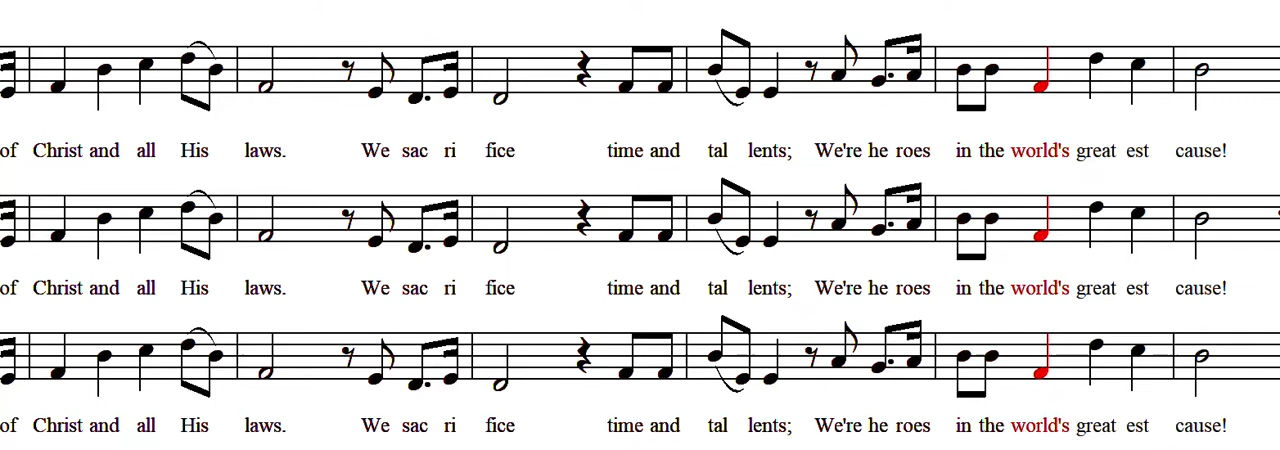 of Christ and all His laws. We sac ri fice time and tal lents; We're he roes in the world's great est cause!
of Christ and all His laws. We sac ri fice time and tal lents; We're he roes in the world's great est cause!
of Christ and all His laws. We sac ri fice time and tal lents; We're he roes in the world's great est cause!